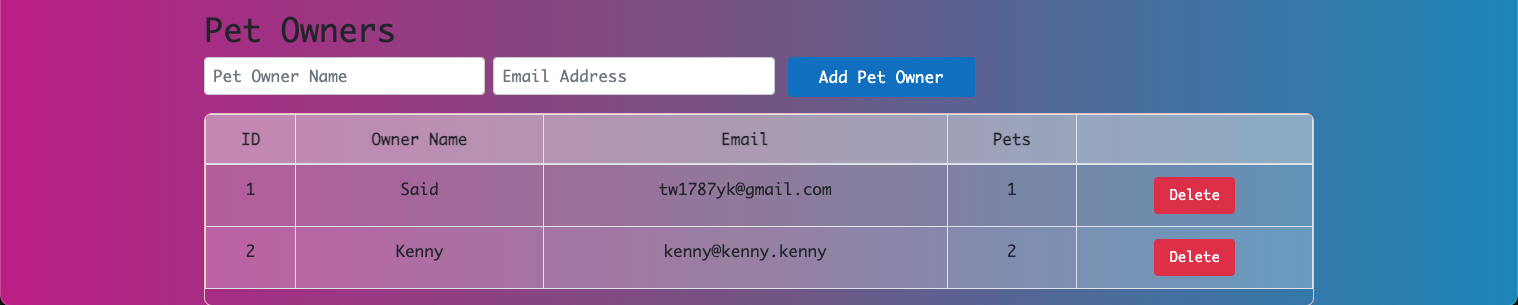 Pet Owners
Pet Owner Name Email Address Add Pet Owner
ID Owner Name Email Pets
1 Said tw1787yk@gmail.com 1 Delete
2 Kenny kenny@kenny.kenny 2 Delete